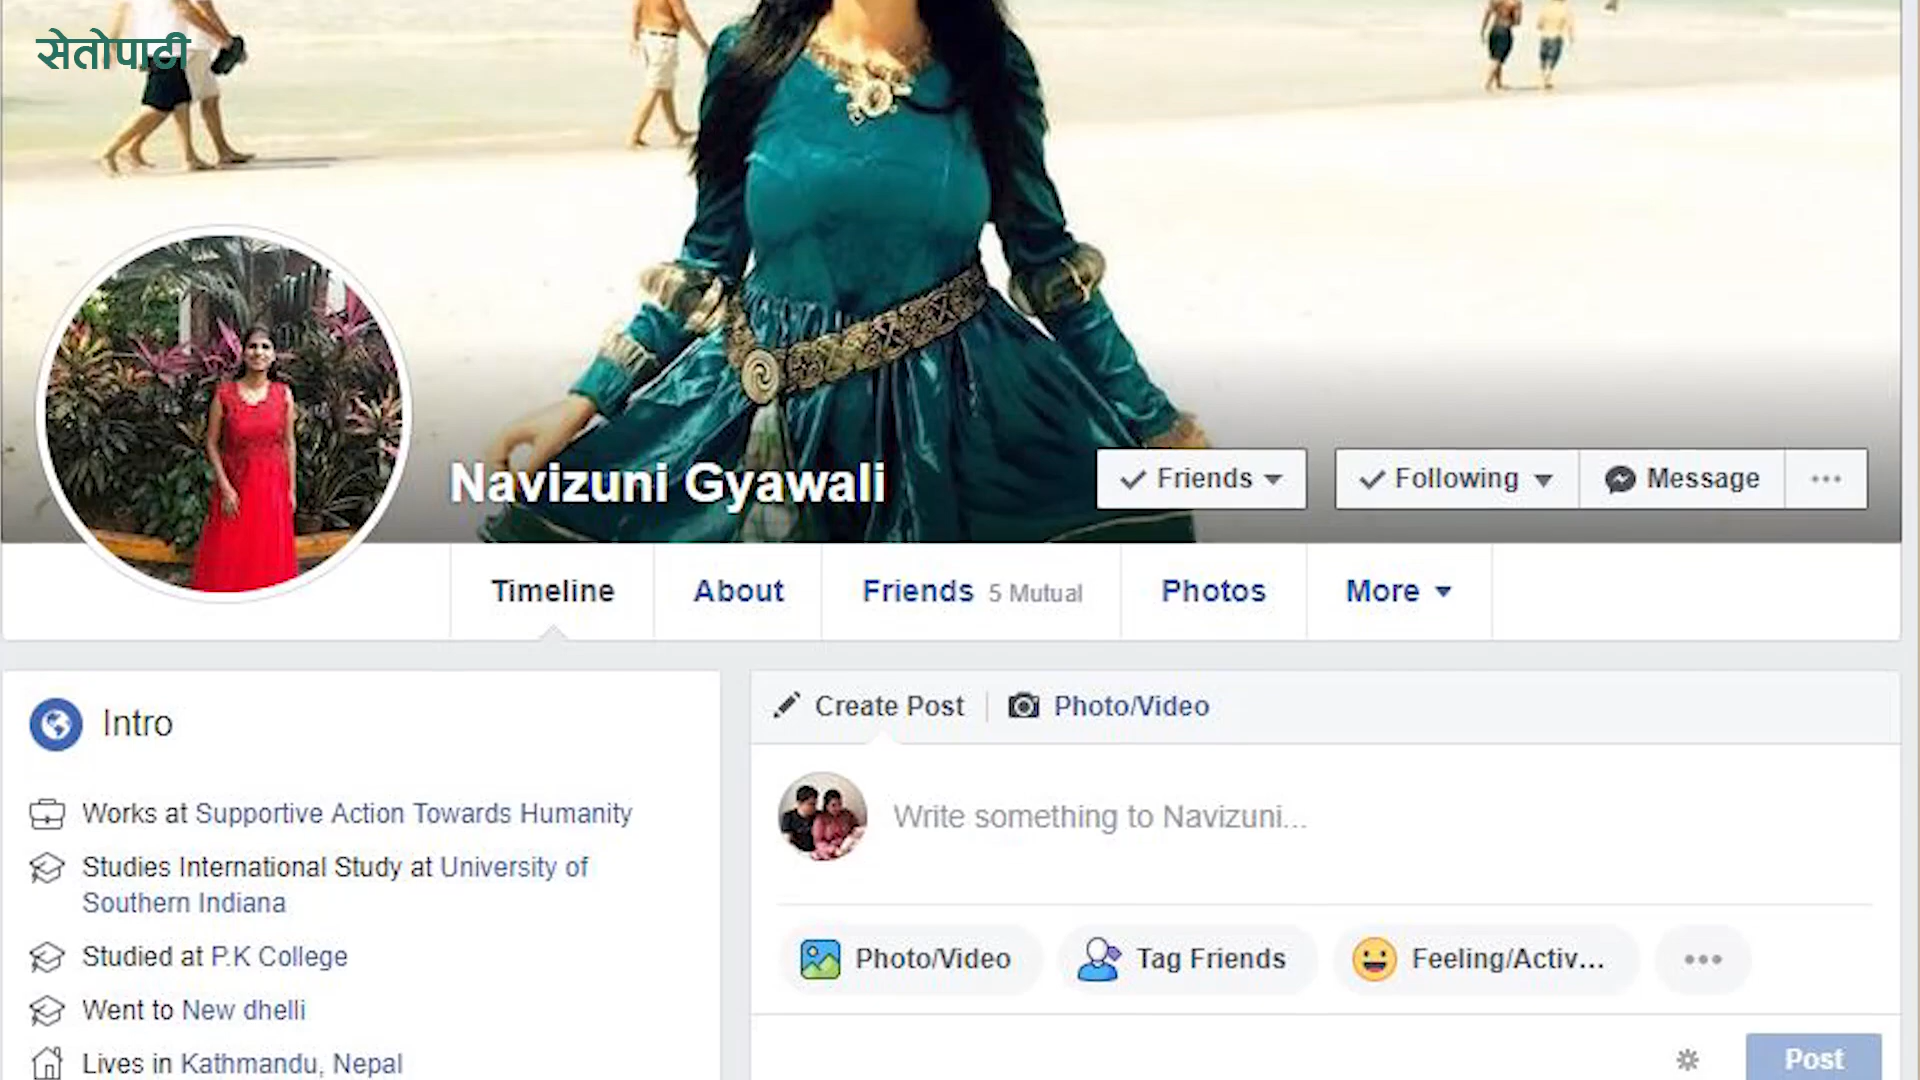 सेतोपाटी
Navizuni Gyawali
Friends
Following
Message
Timeline
About
Friends 5 Mutual
Photos
More
Intro
Works at Supportive Action Towards Humanity
Studies International Study at University of
Southern Indiana
Studied at P.K College
Went to New dhelli
Lives in Kathmandu, Nepal
Create Post
Photo/Video
Write something to Navizuni...
Photo/Video
Tag Friends
Feeling/Activ...
Post